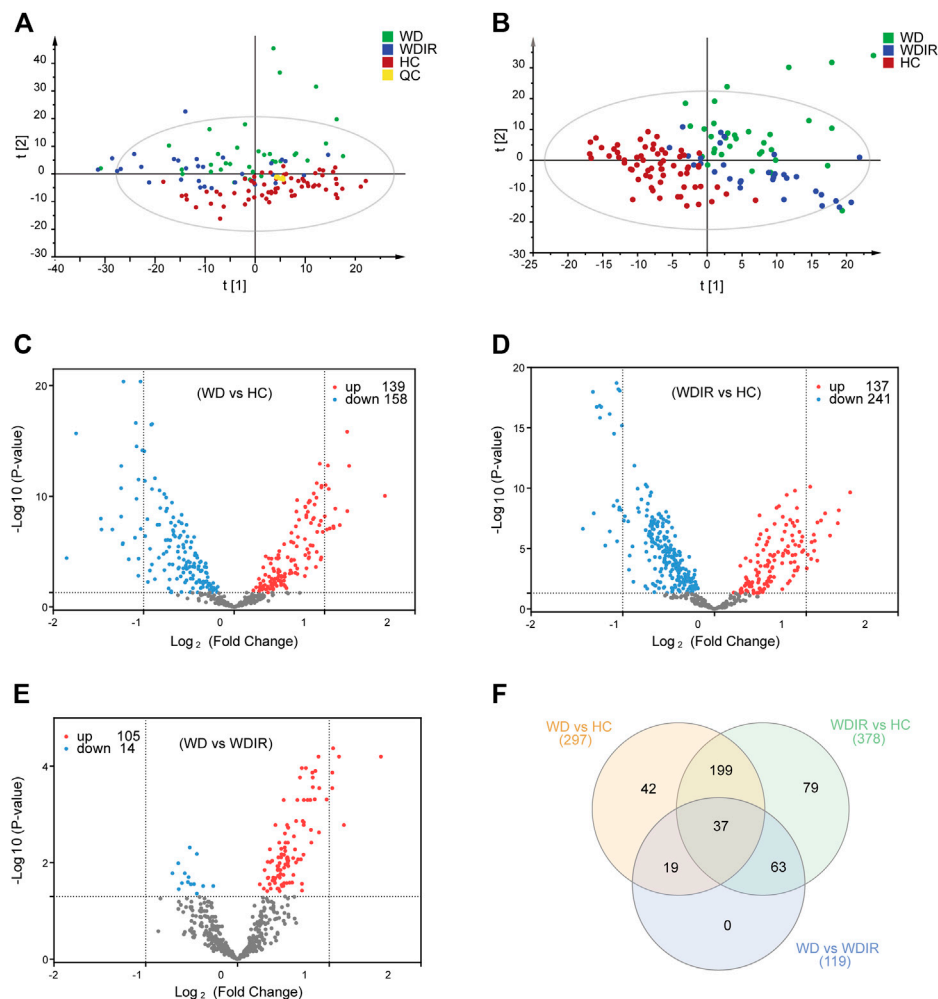 A
WD
WDIR
HC
QC
t [2]
40
30
20
10
0
-10
-20
-30
-40 -30 -20 -10 0 10 20
t [1]
B
WD
WDIR
HC
t [2]
40
30
20
10
0
-10
-20
-30
-25 -20 -15 -10 -5 0 5 10 15 20
t [1]
C
(WD vs HC)
up 139
down 158
-Log10 (P-value)
20
10
0
-2 -1 0 1 2
Log2 (Fold Change)
D
(WDIR vs HC)
up 137
down 241
-Log10 (P-value)
20
15
10
5
0
-2 -1 0 1 2
Log2 (Fold Change)
E
up 105
down 14
(WD vs WDIR)
-Log10 (P-value)
4
2
0
-2 -1 0 1 2
Log2 (Fold Change)
F
WD vs HC
(297)
WDIR vs HC
(378)
42
199
79
37
19
63
0
WD vs WDIR
(119)